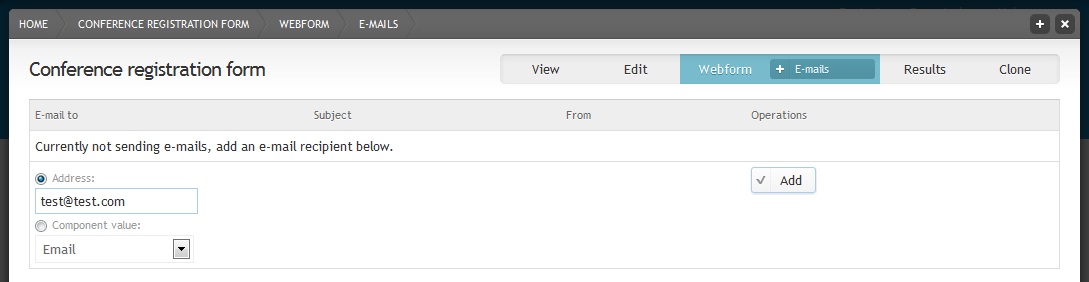 HOME CONFERENCE REGISTRATION FORM WEBFORM E-MAILS
Conference registration form
View Edit Webform E-mails Results Clone
E-mail to Subject From Operations
Currently not sending e-mails, add an e-mail recipient below.
Address:
Add
test@test.com
Component value:
Email